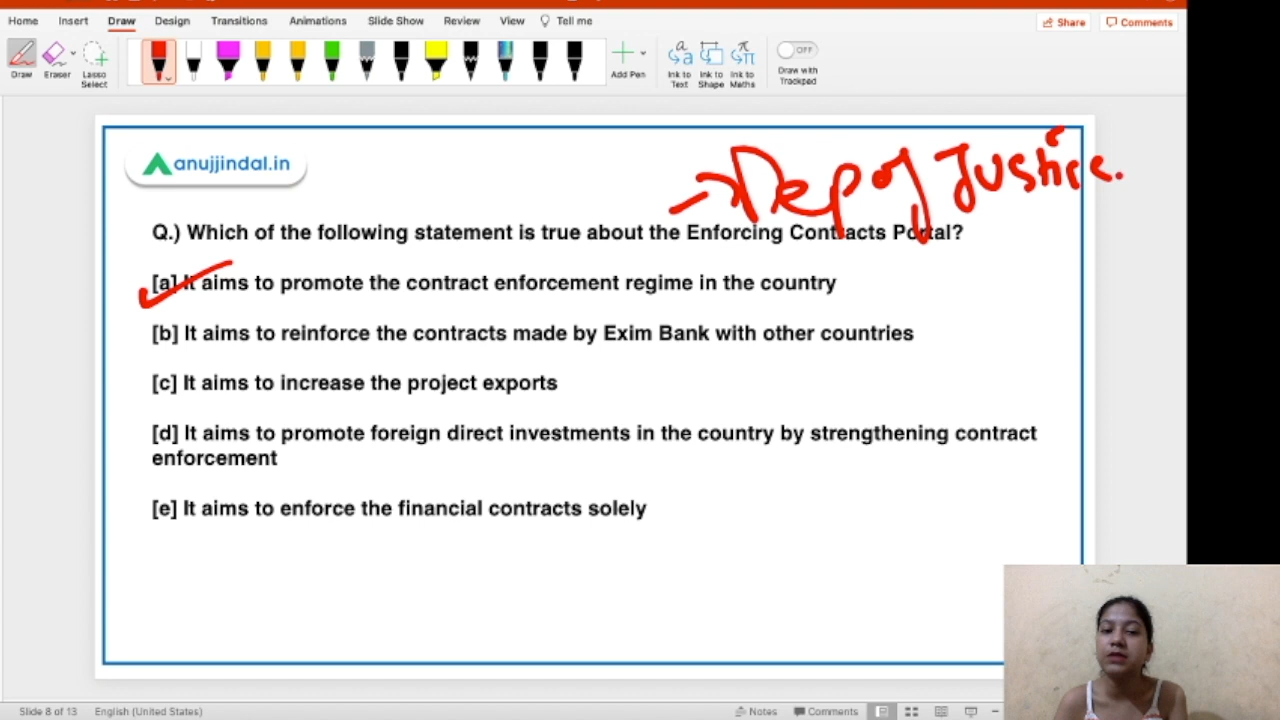 Home Insert Draw Design Transitions Animations Slide Show Review View Tell me Share Comments
Draw Eraser Lasso Select Add Pen Ink to Text Ink to Shape Ink to Maths OFF Draw with Trackpad
anujjindal.in
Dep of Justice.
Q.) Which of the following statement is true about the Enforcing Contracts Portal?
[a] It aims to promote the contract enforcement regime in the country
[b] It aims to reinforce the contracts made by Exim Bank with other countries
[c] It aims to increase the project exports
[d] It aims to promote foreign direct investments in the country by strengthening contract
enforcement
[e] It aims to enforce the financial contracts solely
Slide 8 of 13 English (United States) Notes Comments